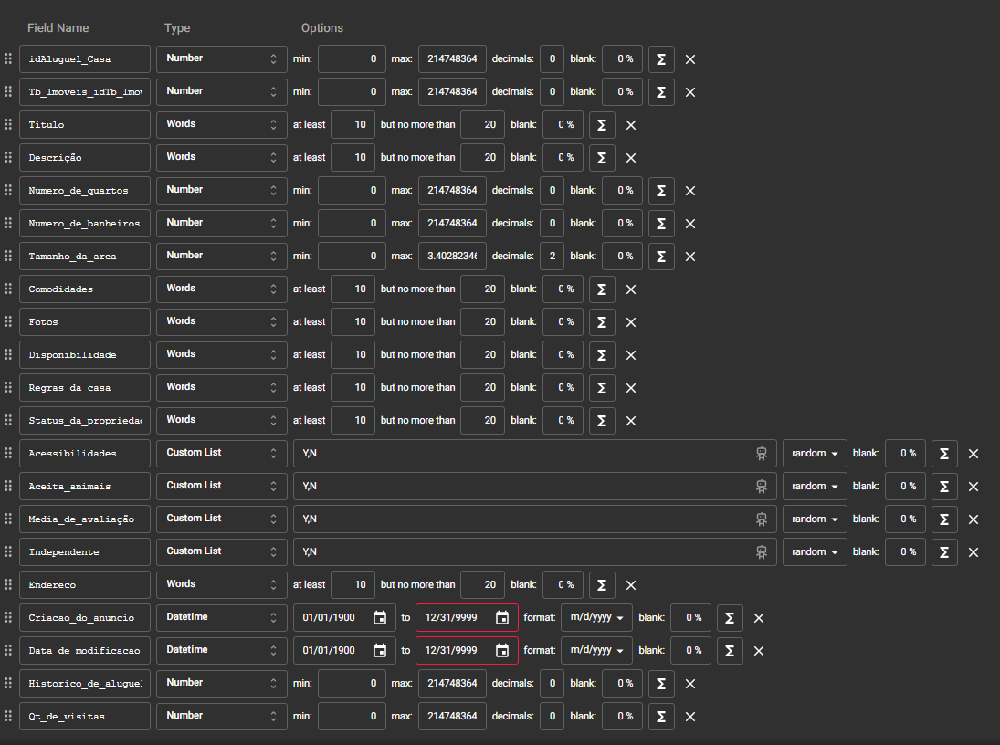 Field Name Type Options
idAluguel_Casa Number min: 0 max: 214748364 decimals: 0 blank: 0 % Σ
Tb_Imoveis_idTb_Imov Number min: 0 max: 214748364 decimals: 0 blank: 0 % Σ
Titulo Words at least 10 but no more than 20 blank: 0 % Σ
Descrição Words at least 10 but no more than 20 blank: 0 % Σ
Numero_de_quartos Number min: 0 max: 214748364 decimals: 0 blank: 0 % Σ
Numero_de_banheiros Number min: 0 max: 214748364 decimals: 0 blank: 0 % Σ
Tamanho_da_area Number min: 0 max: 3.40282346 decimals: 2 blank: 0 % Σ
Comodidades Words at least 10 but no more than 20 blank: 0 % Σ
Fotos Words at least 10 but no more than 20 blank: 0 % Σ
Disponibilidade Words at least 10 but no more than 20 blank: 0 % Σ
Regras_da_casa Words at least 10 but no more than 20 blank: 0 % Σ
Status_da_propriedad Words at least 10 but no more than 20 blank: 0 % Σ
Acessibilidades Custom List Y,N random blank: 0 % Σ
Aceita_animais Custom List Y,N random blank: 0 % Σ
Media_de_avaliação Custom List Y,N random blank: 0 % Σ
Independente Custom List Y,N random blank: 0 % Σ
Endereco Words at least 10 but no more than 20 blank: 0 % Σ
Criacao_do_anuncio Datetime 01/01/1900 to 12/31/9999 format: m/d/yyyy blank: 0 % Σ
Data_de_modificacao Datetime 01/01/1900 to 12/31/9999 format: m/d/yyyy blank: 0 % Σ
Historico_de_aluguel Number min: 0 max: 214748364 decimals: 0 blank: 0 % Σ
Qt_de_visitas Number min: 0 max: 214748364 decimals: 0 blank: 0 % Σ